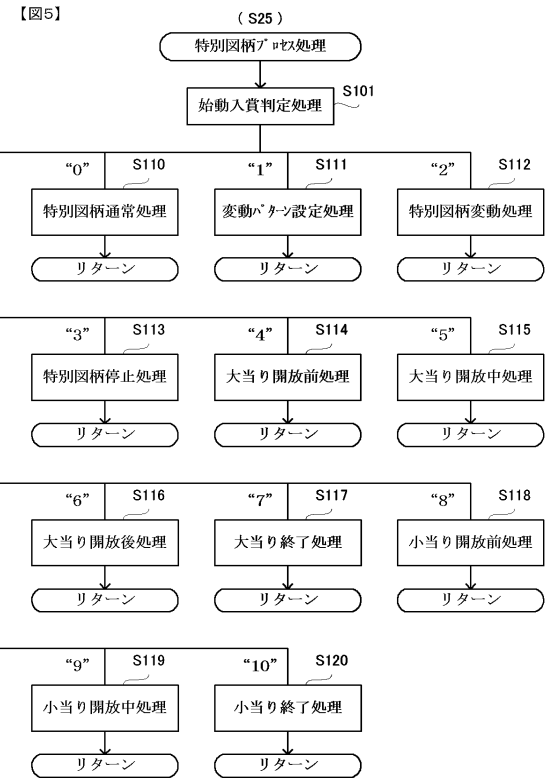 【図5】
(S25)
特別図柄プロセス処理
S101
始動入賞判定処理
“0” S110 “1” S111 “2” S112
特別図柄通常処理 変動パターン設定処理 特別図柄変動処理
リターン リターン リターン
“3” S113 “4” S114 “5” S115
特別図柄停止処理 大当り開放前処理 大当り開放中処理
リターン リターン リターン
“6” S116 “7” S117 “8” S118
大当り開放後処理 大当り終了処理 小当り開放前処理
リターン リターン リターン
“9” S119 “10” S120
小当り開放中処理 小当り終了処理
リターン リターン